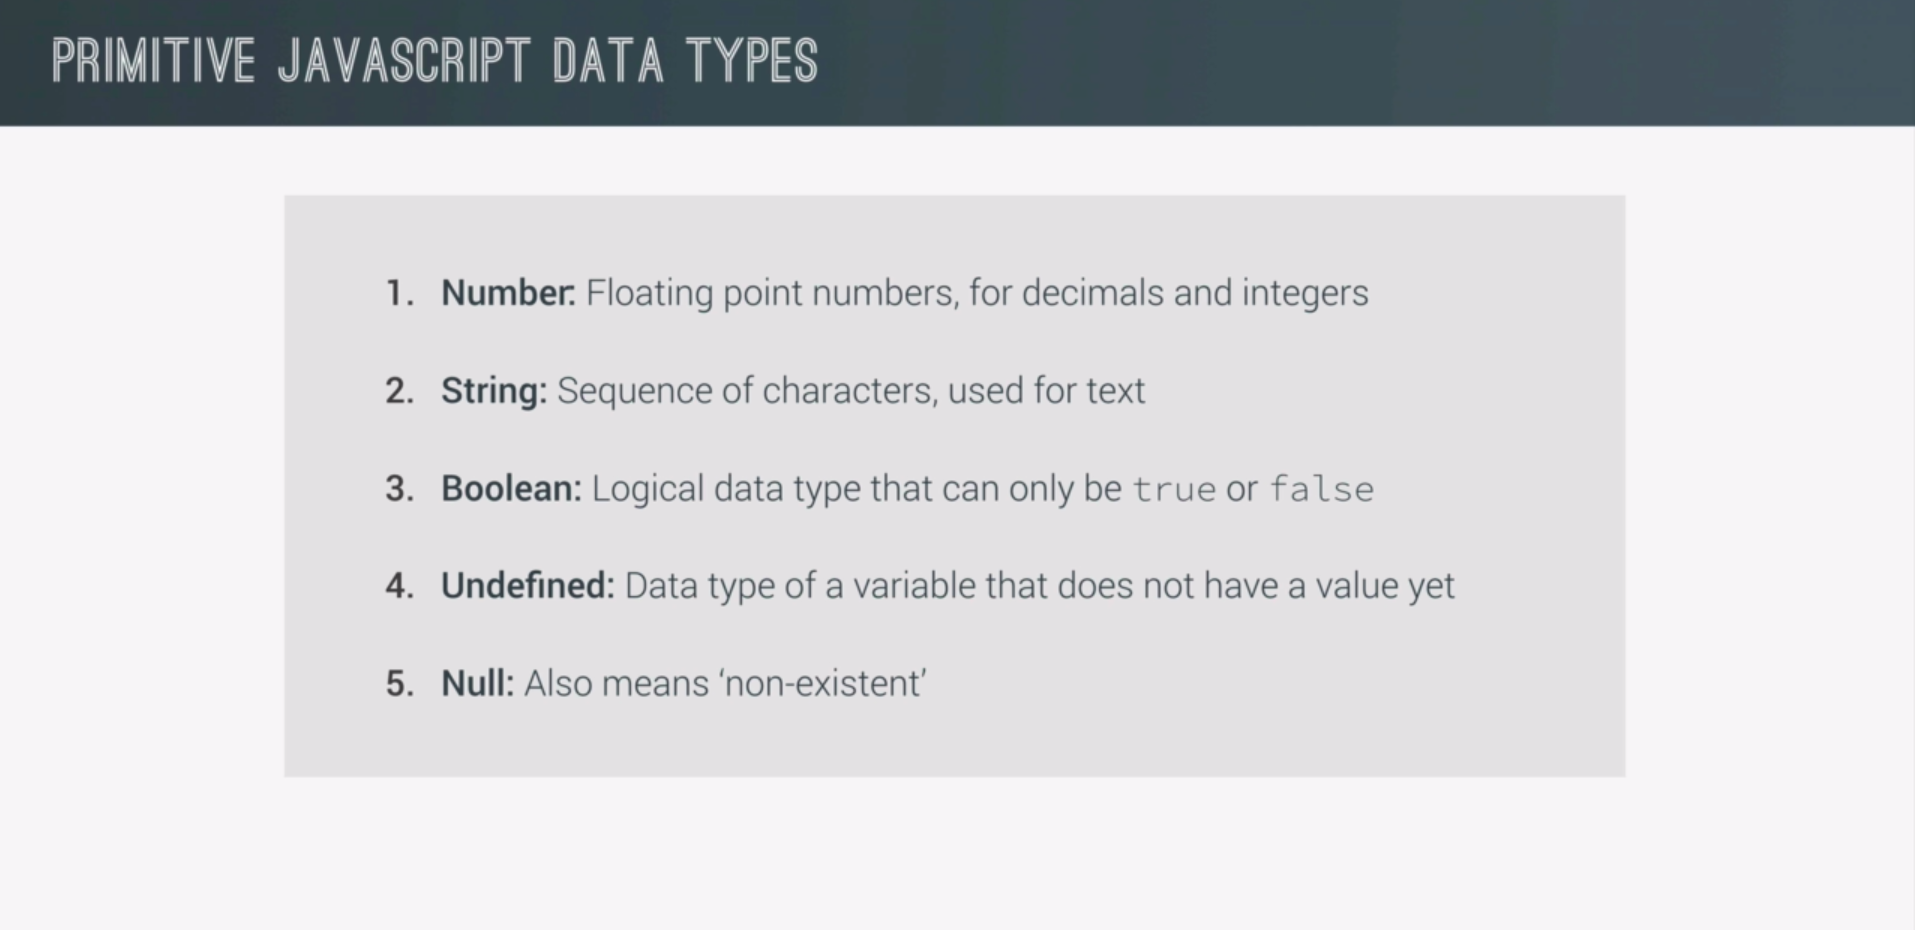 PRIMITIVE JAVASCRIPT DATA TYPES
1. Number: Floating point numbers, for decimals and integers
2. String: Sequence of characters, used for text
3. Boolean: Logical data type that can only be true or false
4. Undefined: Data type of a variable that does not have a value yet
5. Null: Also means ‘non-existent’